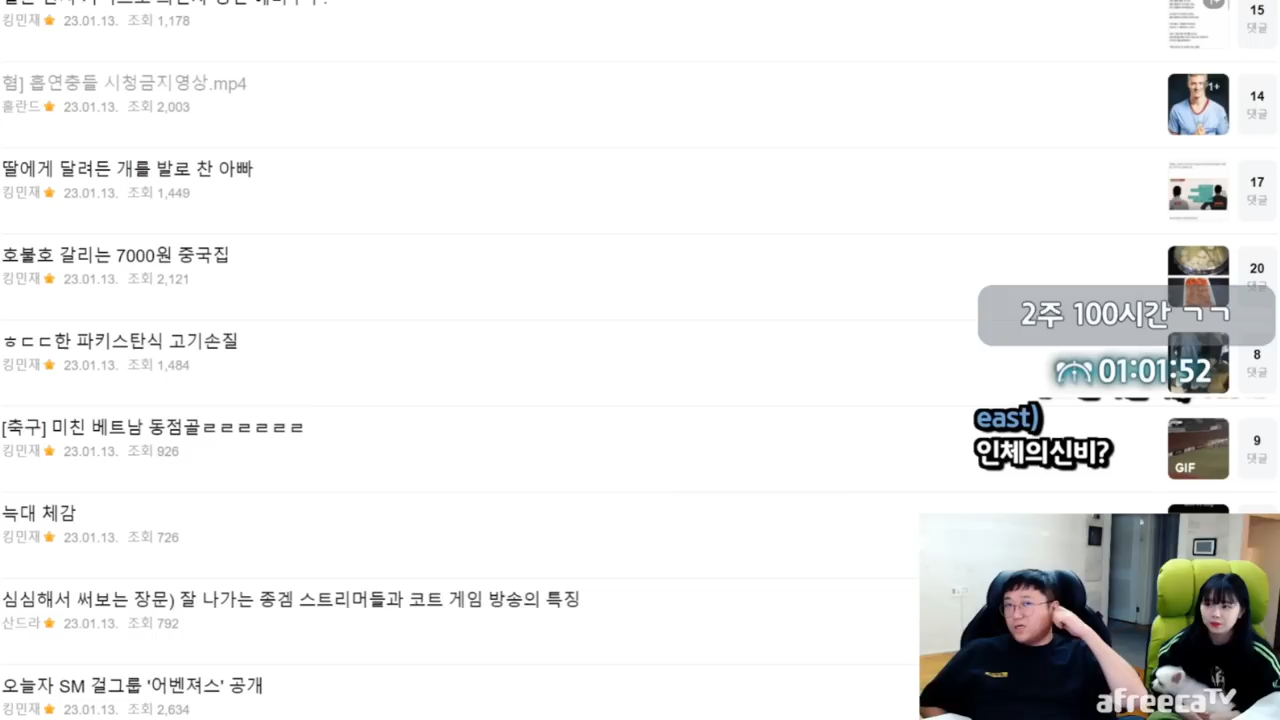 킹민재 23.01.13. 조회 1,178
15
댓글
혐] 흡연충들 시청금지영상.mp4
홀란드 23.01.13. 조회 2,003
1+
14
댓글
딸에게 달려든 개를 발로 찬 아빠
킹민재 23.01.13. 조회 1,449
17
댓글
호불호 갈리는 7000원 중국집
킹민재 23.01.13. 조회 2,121
20
댓글
2주 100시간 ㄱㄱ
ㅎㄷㄷ한 파키스탄식 고기손질
킹민재 23.01.13. 조회 1,484
01:01:52
8
댓글
[축구] 미친 베트남 동점골ㄹㄹㄹㄹㄹㄹ
킹민재 23.01.13. 조회 926
east)
인체의신비?
GIF
9
댓글
늑대 체감
킹민재 23.01.13. 조회 726
심심해서 써보는 장문) 잘 나가는 종겜 스트리머들과 코트 게임 방송의 특징
산드라 23.01.13. 조회 792
오늘자 SM 걸그룹 '어벤져스' 공개
킹민재 23.01.13. 조회 2,634
afreecaTV